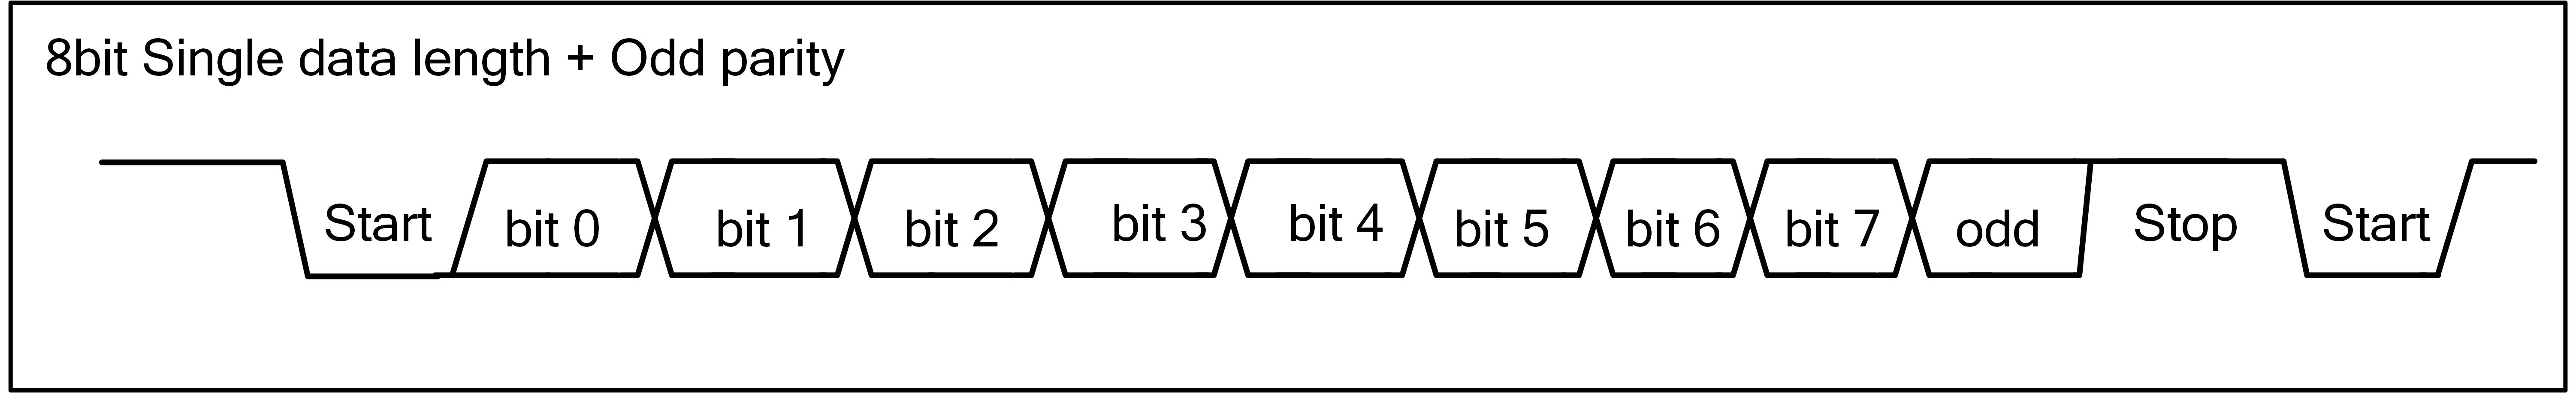 8bit Single data length + Odd parity
Start bit 0 bit 1 bit 2 bit 3 bit 4 bit 5 bit 6 bit 7 odd Stop Start